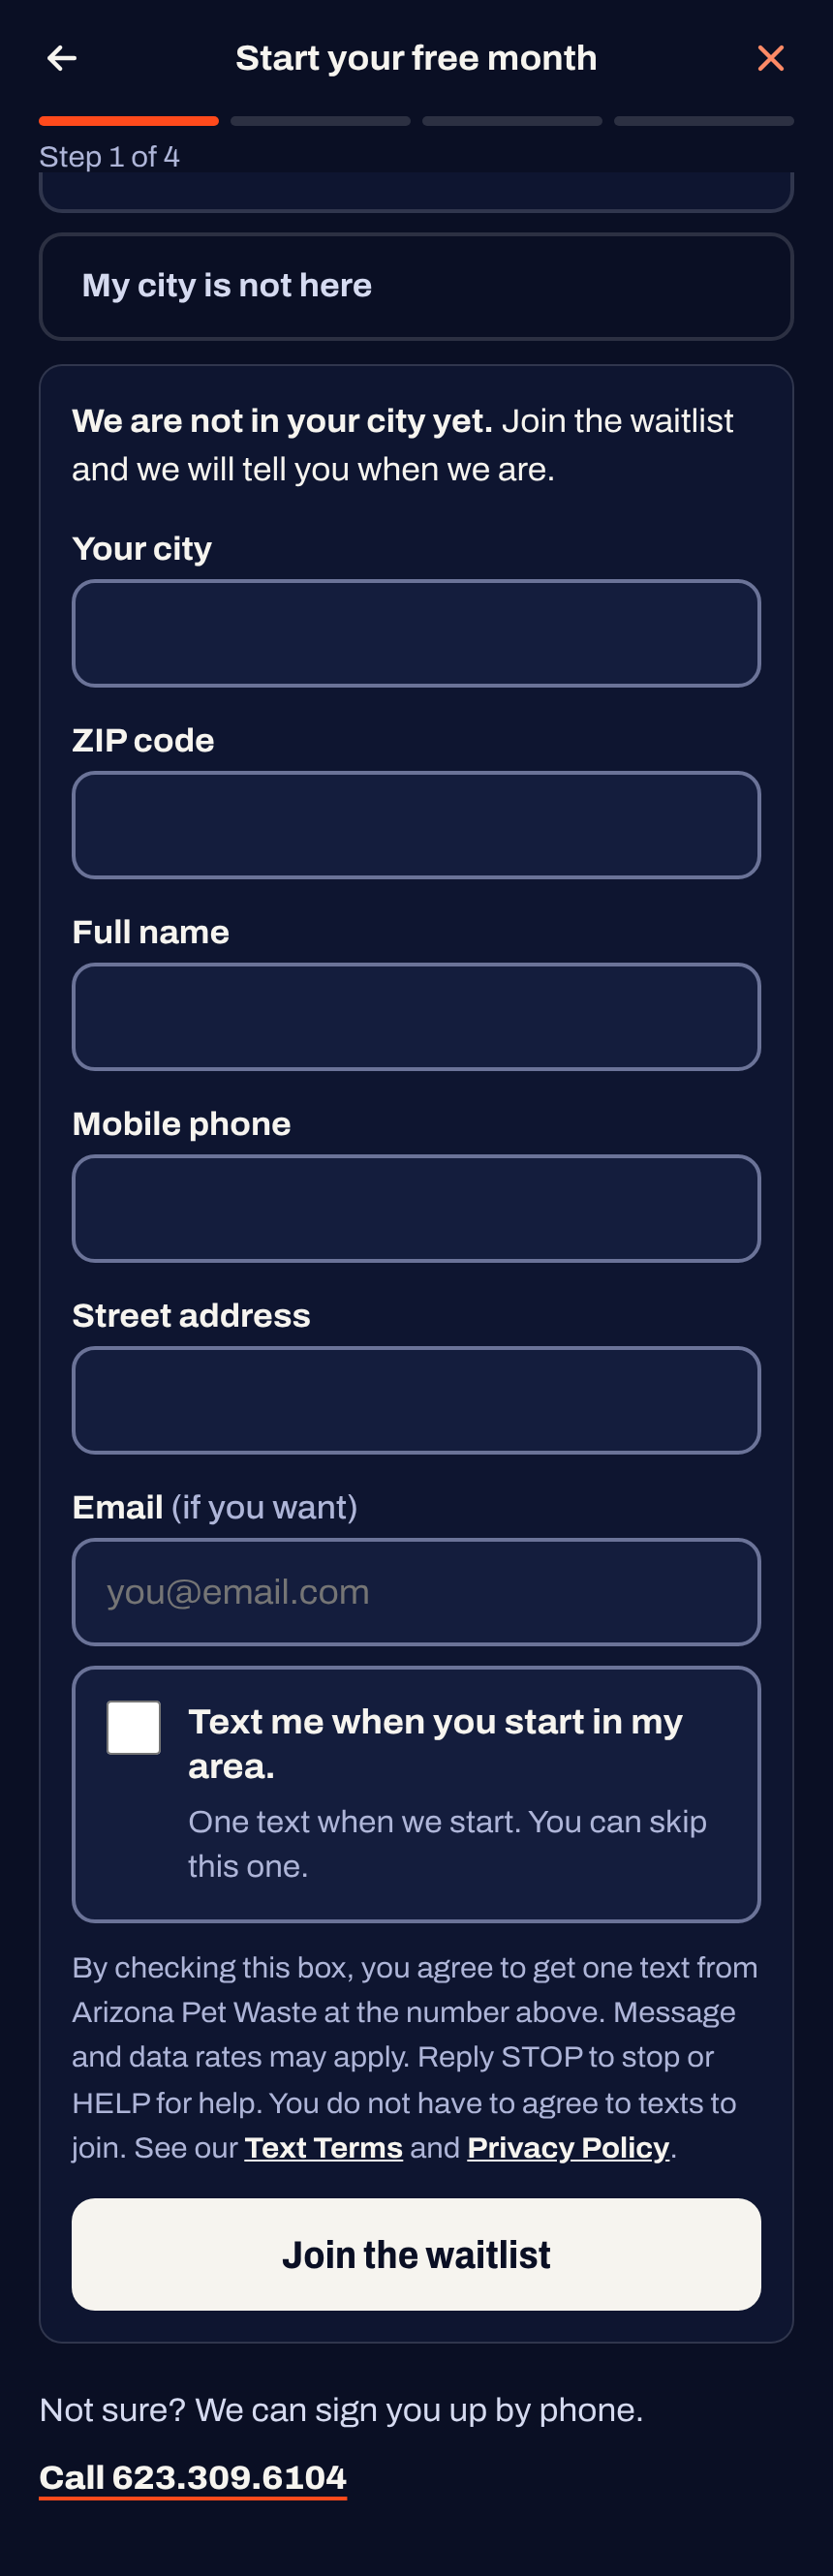 Start your free month
Step 1 of 4
My city is not here
We are not in your city yet. Join the waitlist
and we will tell you when we are.
Your city
ZIP code
Full name
Mobile phone
Street address
Email (if you want)
you@email.com
Text me when you start in my
area.
One text when we start. You can skip
this one.
By checking this box, you agree to get one text from
Arizona Pet Waste at the number above. Message
and data rates may apply. Reply STOP to stop or
HELP for help. You do not have to agree to texts to
join. See our Text Terms and Privacy Policy.
Join the waitlist
Not sure? We can sign you up by phone.
Call 623.309.6104